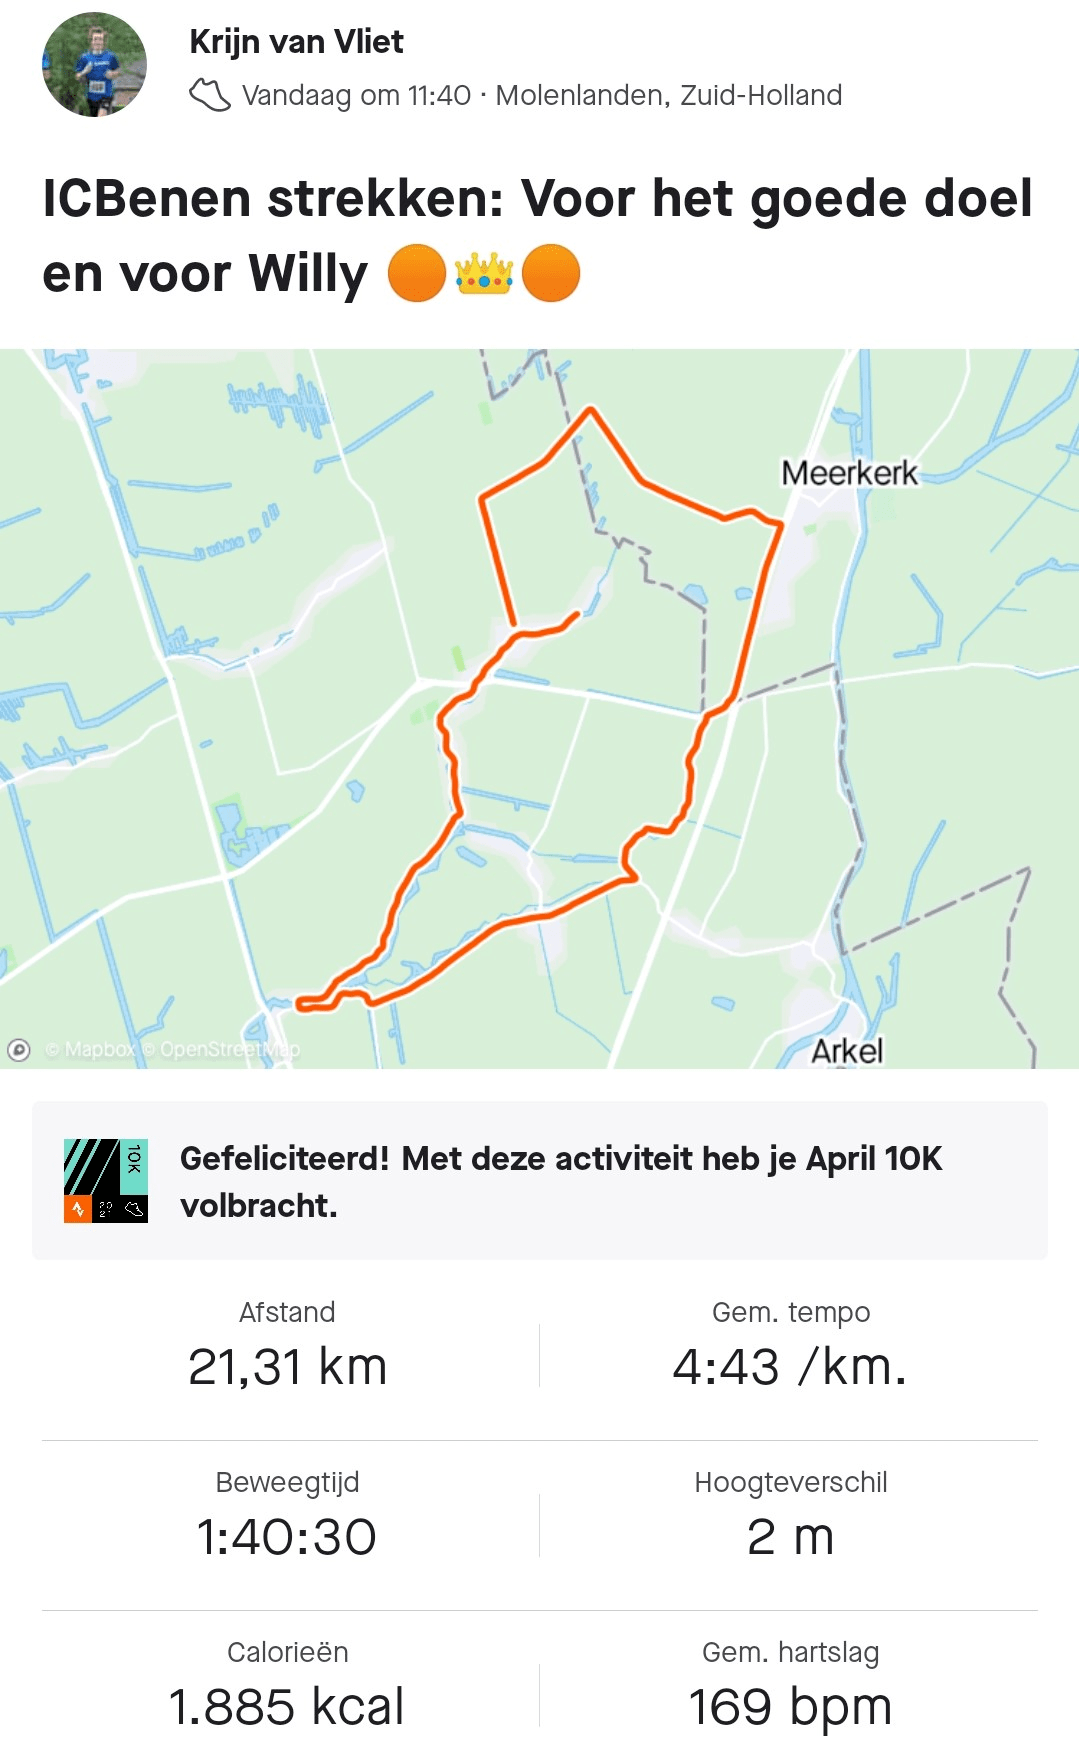 Krijn van Vliet
Vandaag om 11:40 · Molenlanden, Zuid-Holland
ICBenen strekken: Voor het goede doel
en voor Willy 🟠👑🟠
Meerkerk
Arkel
© Mapbox © OpenStreetMap
10K
Gefeliciteerd! Met deze activiteit heb je April 10K
volbracht.
Afstand
21,31 km
Gem. tempo
4:43 /km.
Beweegtijd
1:40:30
Hoogteverschil
2 m
Calorieën
1.885 kcal
Gem. hartslag
169 bpm